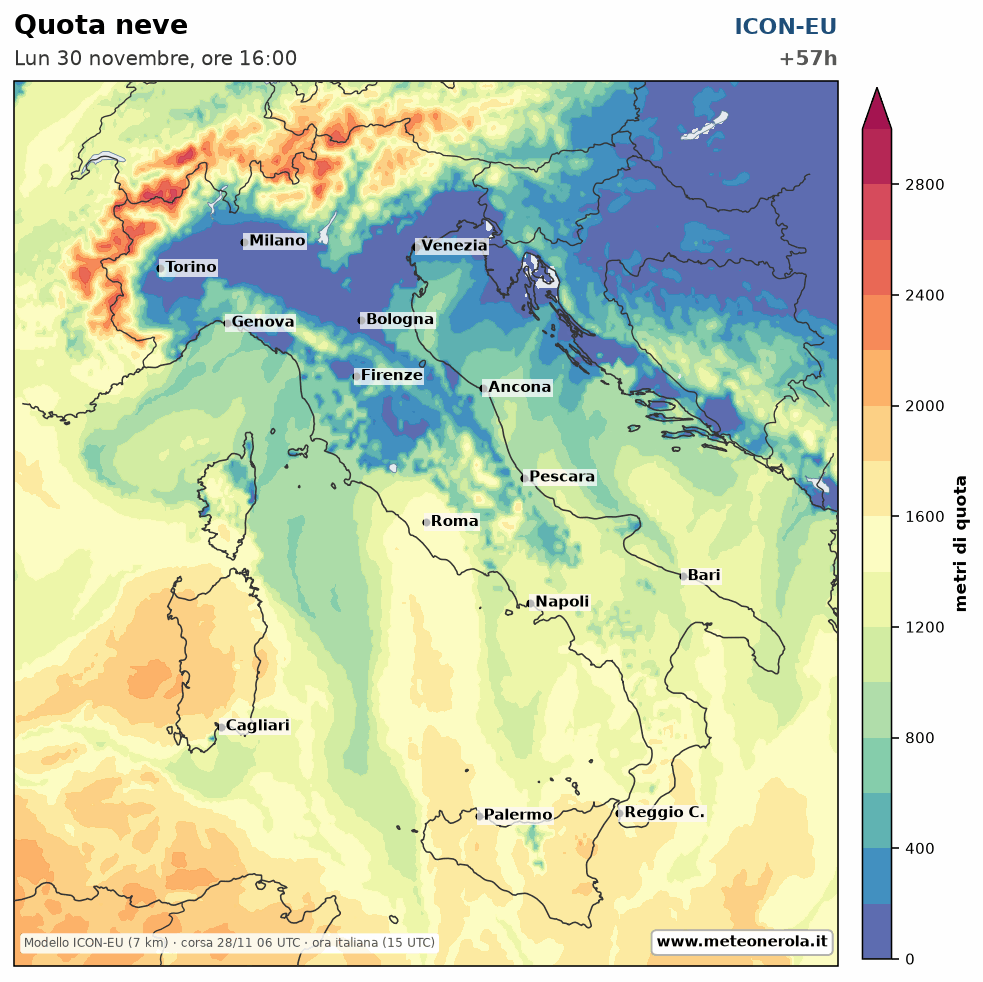 Quota neve
ICON-EU
Lun 30 novembre, ore 16:00
+57h
Milano
Venezia
Torino
Genova
Bologna
Firenze
Ancona
Pescara
Roma
Bari
Napoli
Cagliari
Palermo
Reggio C.
2800
2400
2000
1600
1200
800
400
0
metri di quota
Modello ICON-EU (7 km) · corsa 28/11 06 UTC · ora italiana (15 UTC)
www.meteonerola.it